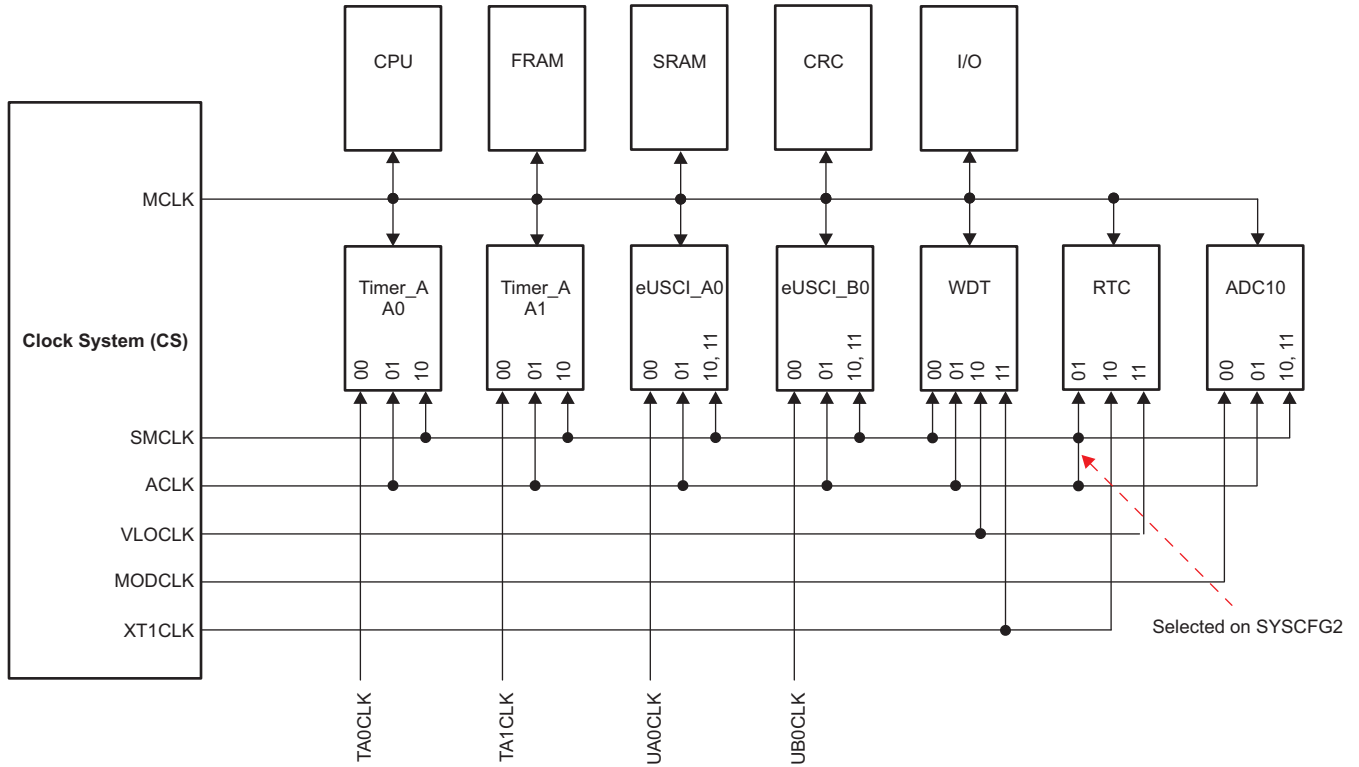 CPU
FRAM
SRAM
CRC
I/O
MCLK
Timer_A
A0
Timer_A
A1
eUSCI_A0
eUSCI_B0
WDT
RTC
ADC10
Clock System (CS)
00
01
10
00
01
10
00
01
10, 11
00
01
10, 11
00
01
10
11
01
10
11
00
01
10, 11
SMCLK
ACLK
VLOCLK
MODCLK
XT1CLK
Selected on SYSCFG2
TA0CLK
TA1CLK
UA0CLK
UB0CLK